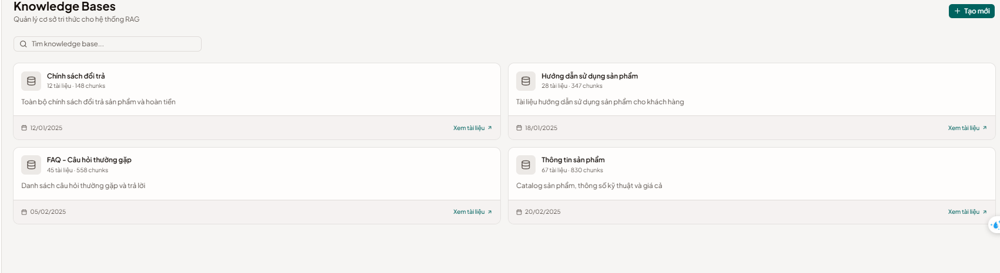 Knowledge Bases
Quản lý cơ sở tri thức cho hệ thống RAG
Tạo mới
Tìm knowledge base...
Chính sách đổi trả
12 tài liệu · 148 chunks
Toàn bộ chính sách đổi trả sản phẩm và hoàn tiền
12/01/2025
Xem tài liệu
Hướng dẫn sử dụng sản phẩm
28 tài liệu · 347 chunks
Tài liệu hướng dẫn sử dụng sản phẩm cho khách hàng
18/01/2025
Xem tài liệu
FAQ - Câu hỏi thường gặp
45 tài liệu · 558 chunks
Danh sách câu hỏi thường gặp và trả lời
05/02/2025
Xem tài liệu
Thông tin sản phẩm
67 tài liệu · 830 chunks
Catalog sản phẩm, thông số kỹ thuật và giá cả
20/02/2025
Xem tài liệu